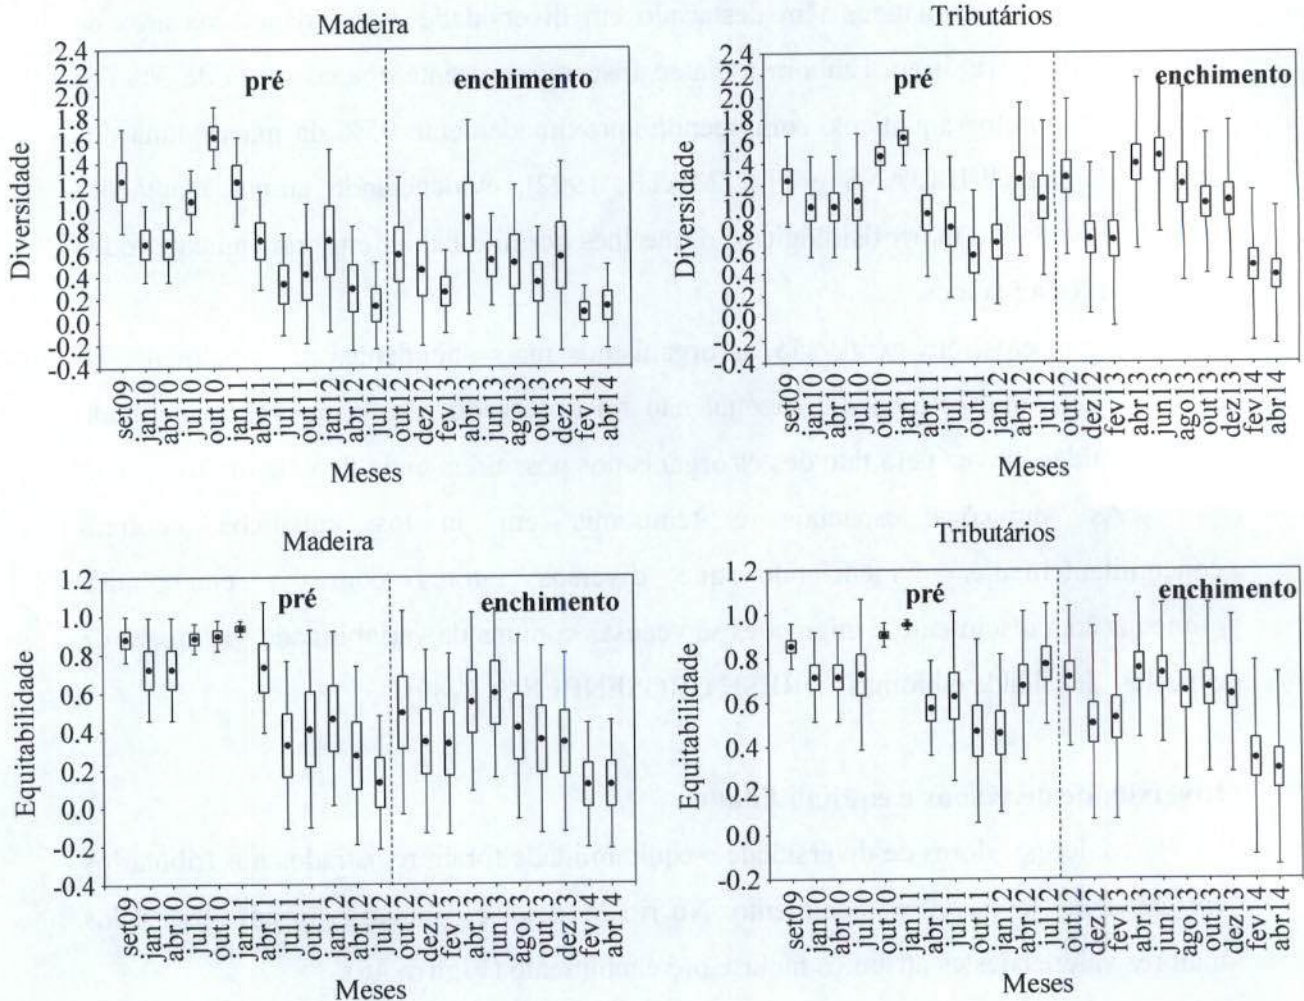 Madeira
pré
enchimento
Diversidade
2.4
2.2
2.0
1.8
1.6
1.4
1.2
1.0
0.8
0.6
0.4
0.2
0.0
-0.2
-0.4
set09
jan10
abr10
jul10
out10
jan11
abr11
jul11
out11
jan12
abr12
jul12
out12
dez12
fev13
abr13
jun13
ago13
out13
dez13
fev14
abr14
Meses
Tributários
pré
enchimento
Diversidade
2.4
2.2
2.0
1.8
1.6
1.4
1.2
1.0
0.8
0.6
0.4
0.2
0.0
-0.2
-0.4
set09
jan10
abr10
jul10
out10
jan11
abr11
jul11
out11
jan12
abr12
jul12
out12
dez12
fev13
abr13
jun13
ago13
out13
dez13
fev14
abr14
Meses
Madeira
pré
enchimento
Equitabilidade
1.2
1.0
0.8
0.6
0.4
0.2
0.0
-0.2
-0.4
set09
jan10
abr10
jul10
out10
jan11
abr11
jul11
out11
jan12
abr12
jul12
out12
dez12
fev13
abr13
jun13
ago13
out13
dez13
fev14
abr14
Meses
Tributários
pré
enchimento
Equitabilidade
1.2
1.0
0.8
0.6
0.4
0.2
0.0
-0.2
set09
jan10
abr10
jul10
out10
jan11
abr11
jul11
out11
jan12
abr12
jul12
out12
dez12
fev13
abr13
jun13
ago13
out13
dez13
fev14
abr14
Meses